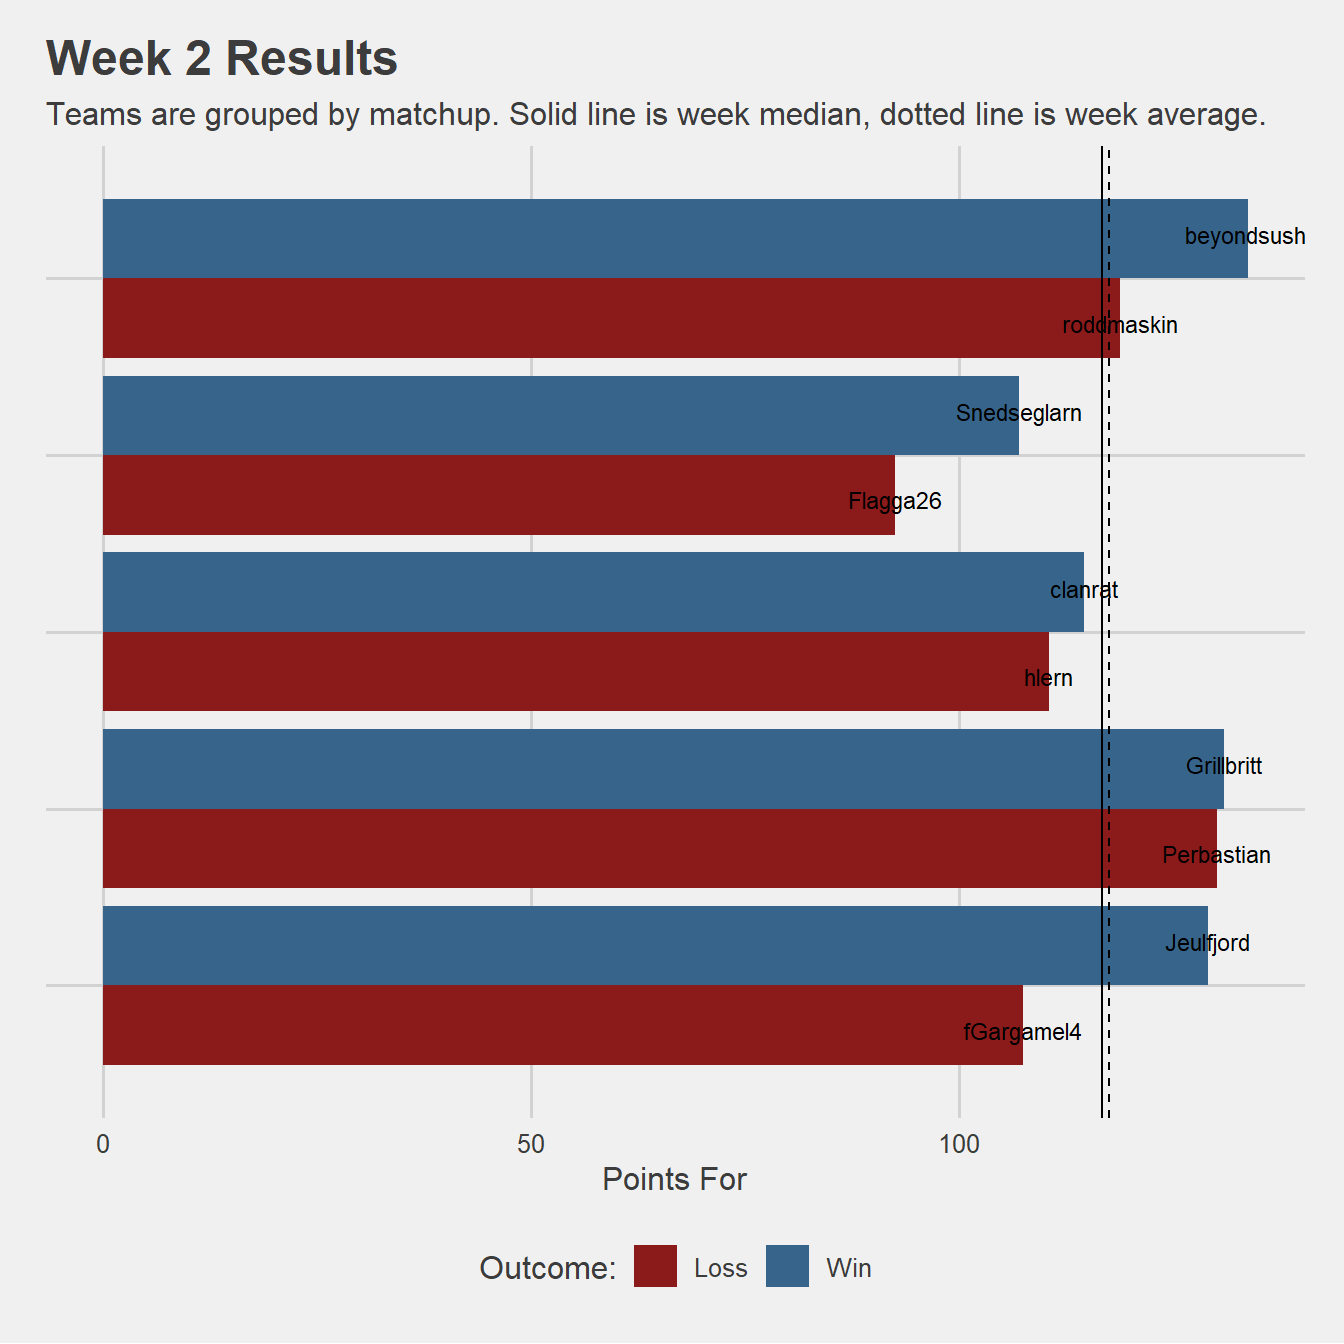 Week 2 Results
Teams are grouped by matchup. Solid line is week median, dotted line is week average.
beyondsush
roddmaskin
Snedseglarn
Flagga26
clanrat
hlern
Grillbritt
Perbastian
Jeulfjord
fGargamel4
0 50 100
Points For
Outcome: Loss Win